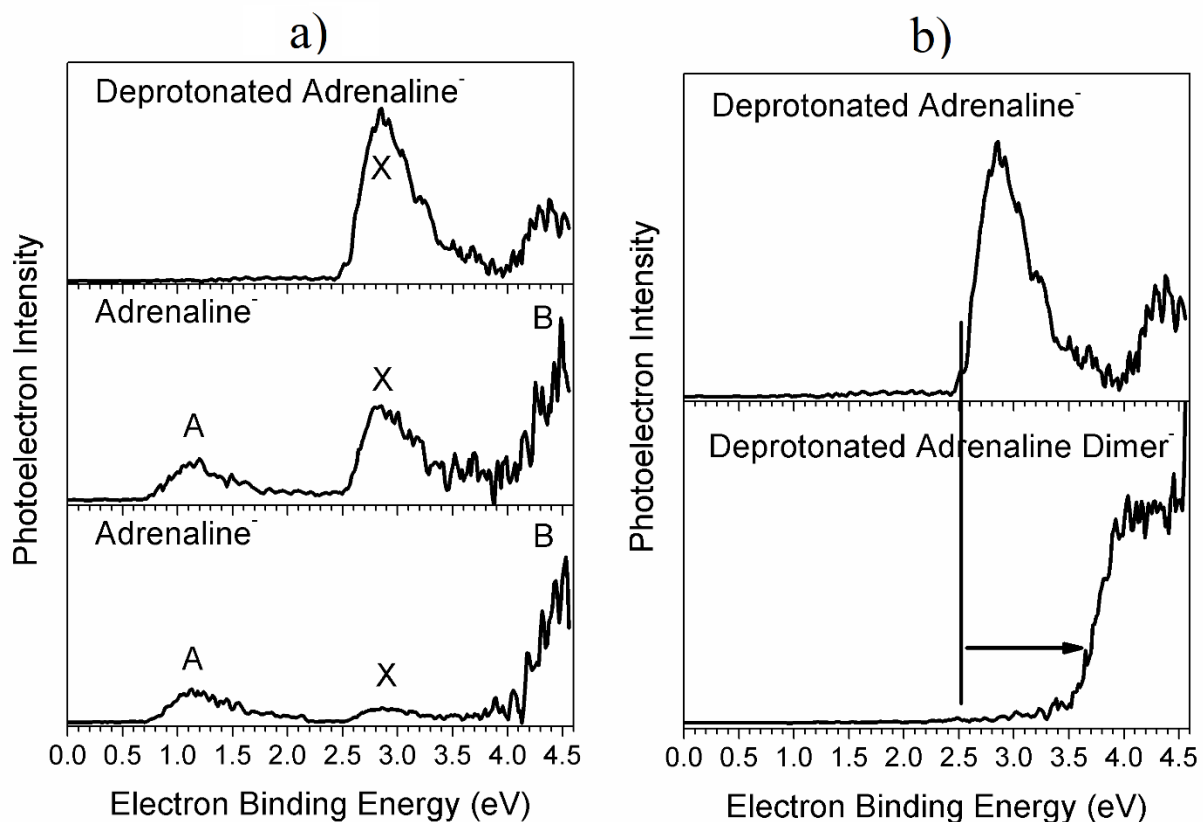 a)
Deprotonated Adrenaline-
X
Adrenaline-
A
X
B
Adrenaline-
A
X
B
Photoelectron Intensity
0.0 0.5 1.0 1.5 2.0 2.5 3.0 3.5 4.0 4.5
Electron Binding Energy (eV)
b)
Deprotonated Adrenaline-
Deprotonated Adrenaline Dimer-
Photoelectron Intensity
0.0 0.5 1.0 1.5 2.0 2.5 3.0 3.5 4.0 4.5
Electron Binding Energy (eV)